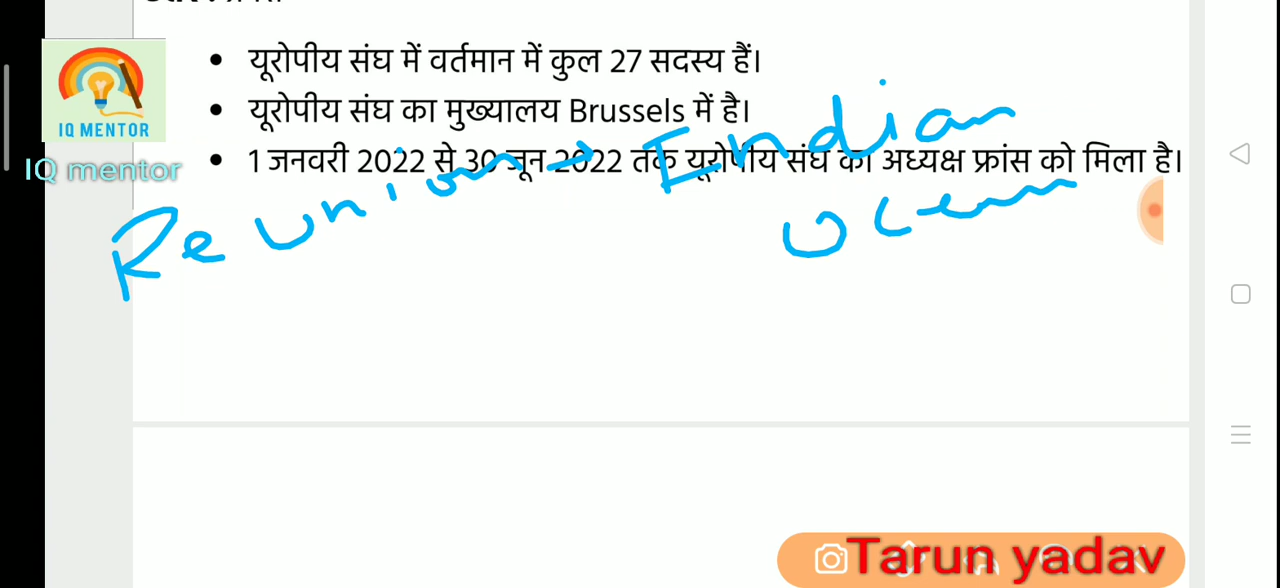 यूरोपीय संघ में वर्तमान में कुल 27 सदस्य हैं।
IQ MENTOR
यूरोपीय संघ का मुख्यालय Brussels में है।
IQ mentor
1 जनवरी 2022 से 30 जून 2022 तक यूरोपीय संघ का अध्यक्ष फ्रांस को मिला है।
Reunion → Indian
Ocean
Tarun yadav